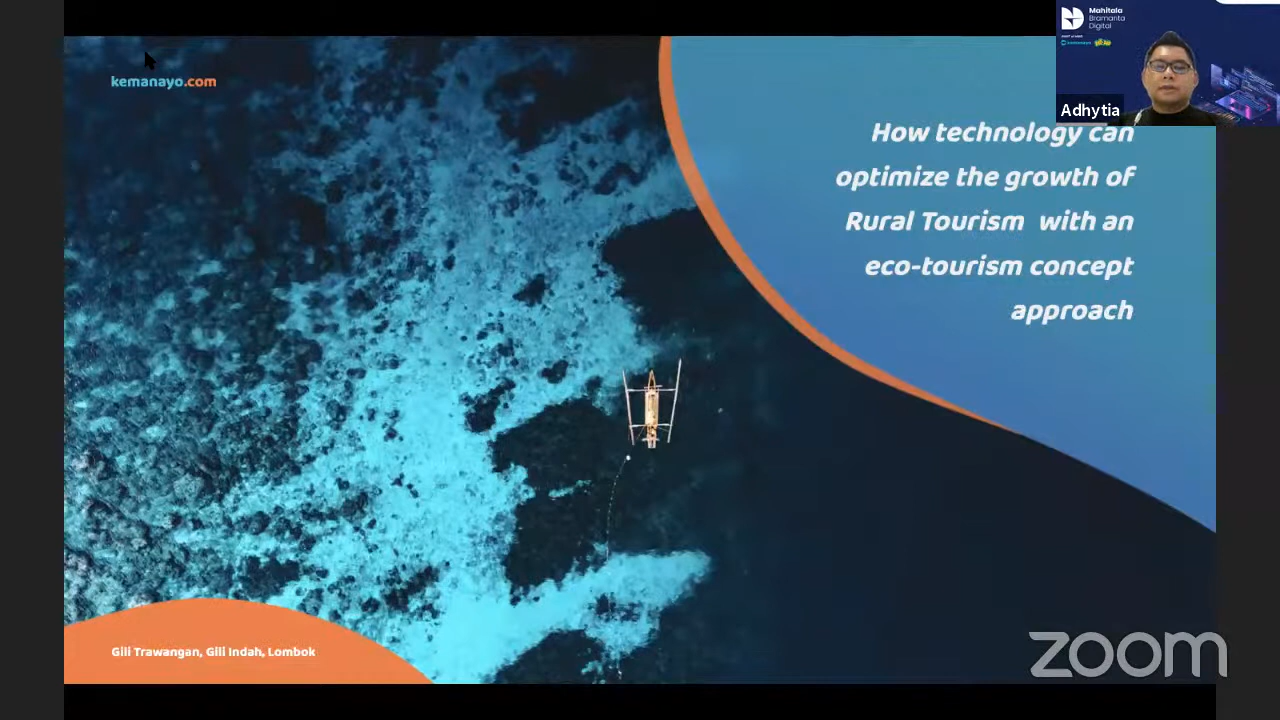 kemanayo.com
How technology can
optimize the growth of
Rural Tourism with an
eco-tourism concept
approach
Gili Trawangan, Gili Indah, Lombok
Mahitala
Bramanta
Digital
kemanayo
Adhytia
zoom